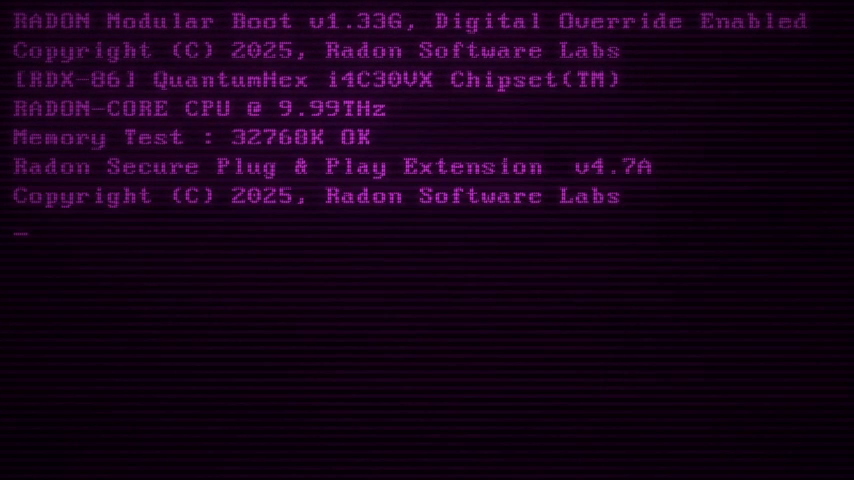 RADON Modular Boot v1.33G, Digital Override Enabled
Copyright (C) 2025, Radon Software Labs
[RDX-86] QuantumHex i4C30VX Chipset(TM)
RADON-CORE CPU @ 9.99THz
Memory Test : 32760K OK
Radon Secure Plug & Play Extension  v4.7A
Copyright (C) 2025, Radon Software Labs
_